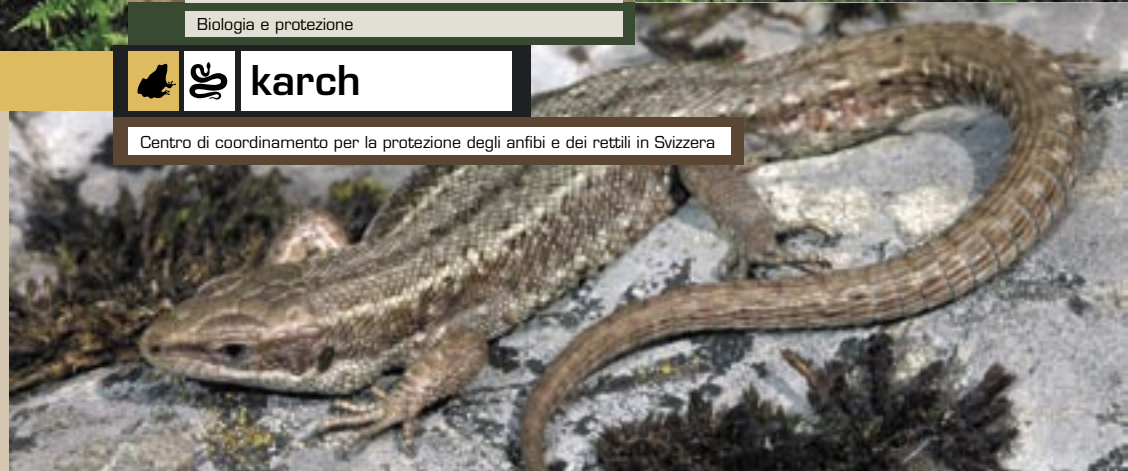 Biologia e protezione
karch
Centro di coordinamento per la protezione degli anfibi e dei rettili in Svizzera